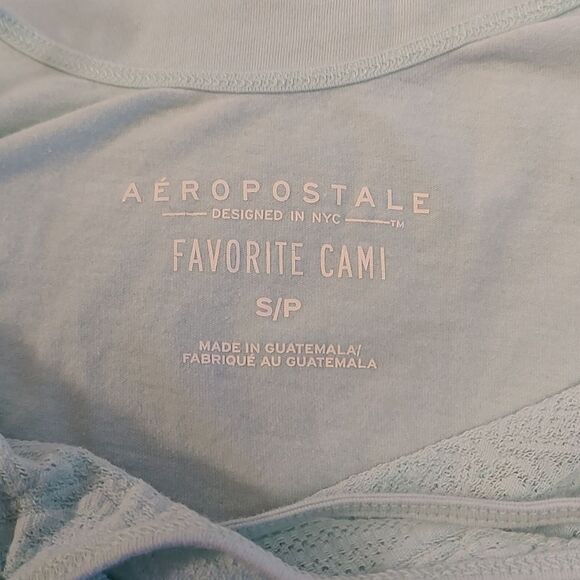 AÉROPOSTALE
DESIGNED IN NYC ™
FAVORITE CAMI
S/P
MADE IN GUATEMALA/
FABRIQUÉ AU GUATEMALA